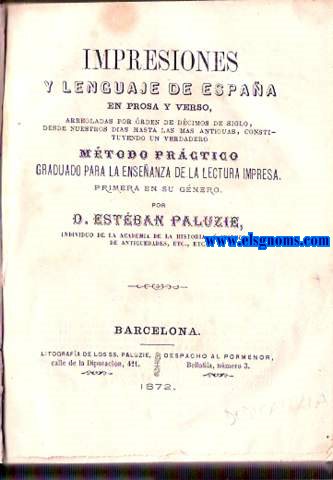 IMPRESIONES
Y LENGUAJE DE ESPAÑA
EN PROSA Y VERSO,
ARREGLADAS POR ÓRDEN DE DÉCIMOS DE SIGLO,
DESDE NUESTROS DIAS HASTA LAS MAS ANTIGUAS, CONSTI-
TUYENDO UN VERDADERO
MÉTODO PRÁCTICO
GRADUADO PARA LA ENSEÑANZA DE LA LECTURA IMPRESA.
PRIMERA EN SU GÉNERO.
POR
D. ESTÉBAN PALUZIE,
INDIVIDUO DE LA ACADEMIA DE LA HISTORIA,
DE ANTIGÜEDADES, ETC., ETC.
www.elsgnoms.com
BARCELONA.
LITOGRAFÍA DE LOS SS. PALUZIE,
calle de la Diputacion, 421.
DESPACHO AL PORMENOR,
Bellafila, número 3.
1872.